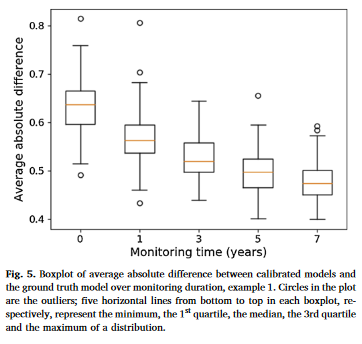 0.8
0.7
0.6
0.5
0.4
Average absolute difference
0
1
3
5
7
Monitoring time (years)
Fig. 5. Boxplot of average absolute difference between calibrated models and
the ground truth model over monitoring duration, example 1. Circles in the plot
are the outliers; five horizontal lines from bottom to top in each boxplot, re-
spectively, represent the minimum, the 1st quartile, the median, the 3rd quartile
and the maximum of a distribution.